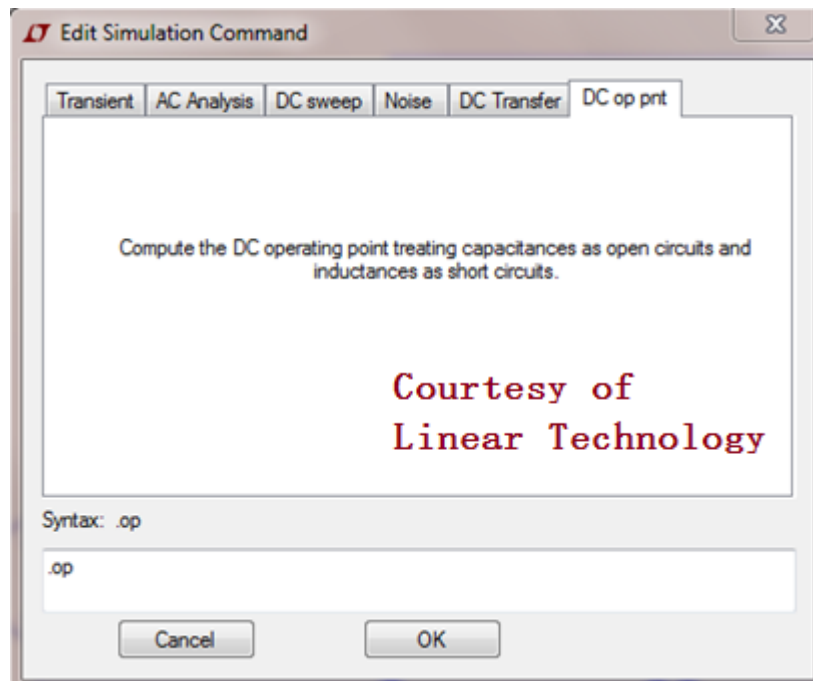 Edit Simulation Command
Transient AC Analysis DC sweep Noise DC Transfer DC op pnt
Compute the DC operating point treating capacitances as open circuits and
inductances as short circuits.
Courtesy of
Linear Technology
Syntax: .op
.op
Cancel OK